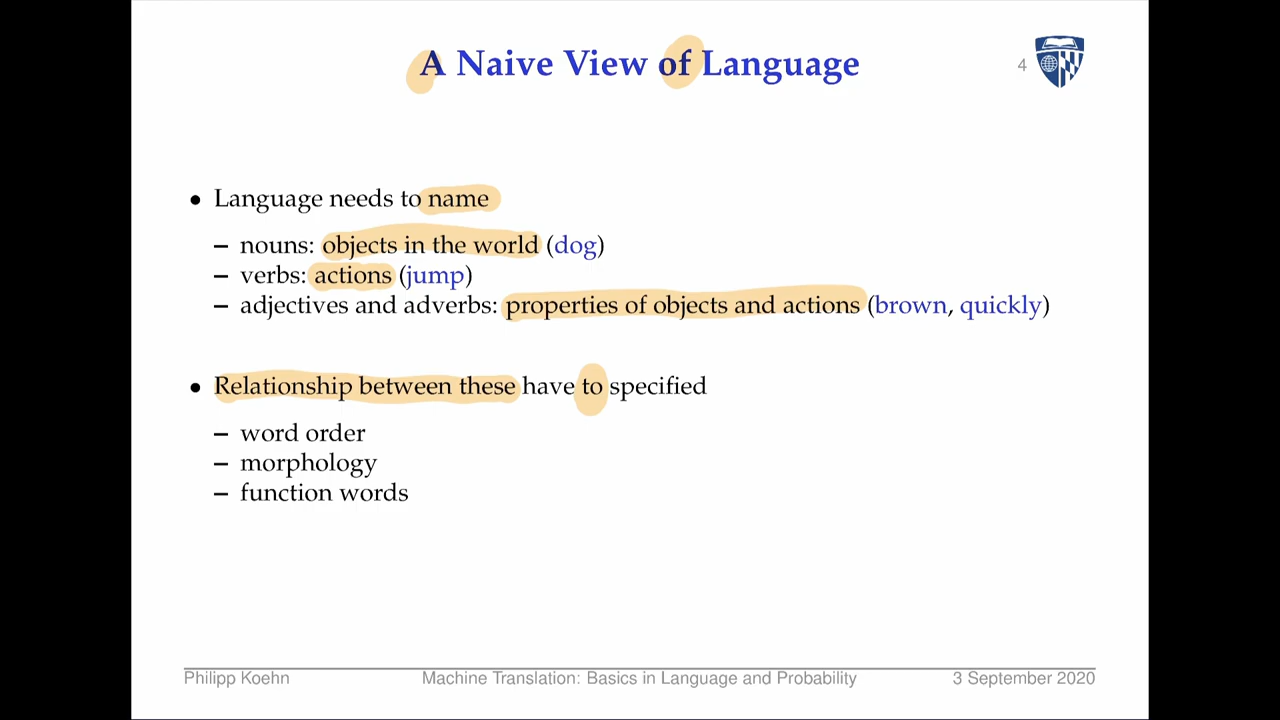 A Naive View of Language
4
• Language needs to name
– nouns: objects in the world (dog)
– verbs: actions (jump)
– adjectives and adverbs: properties of objects and actions (brown, quickly)
• Relationship between these have to specified
– word order
– morphology
– function words
Philipp Koehn Machine Translation: Basics in Language and Probability 3 September 2020